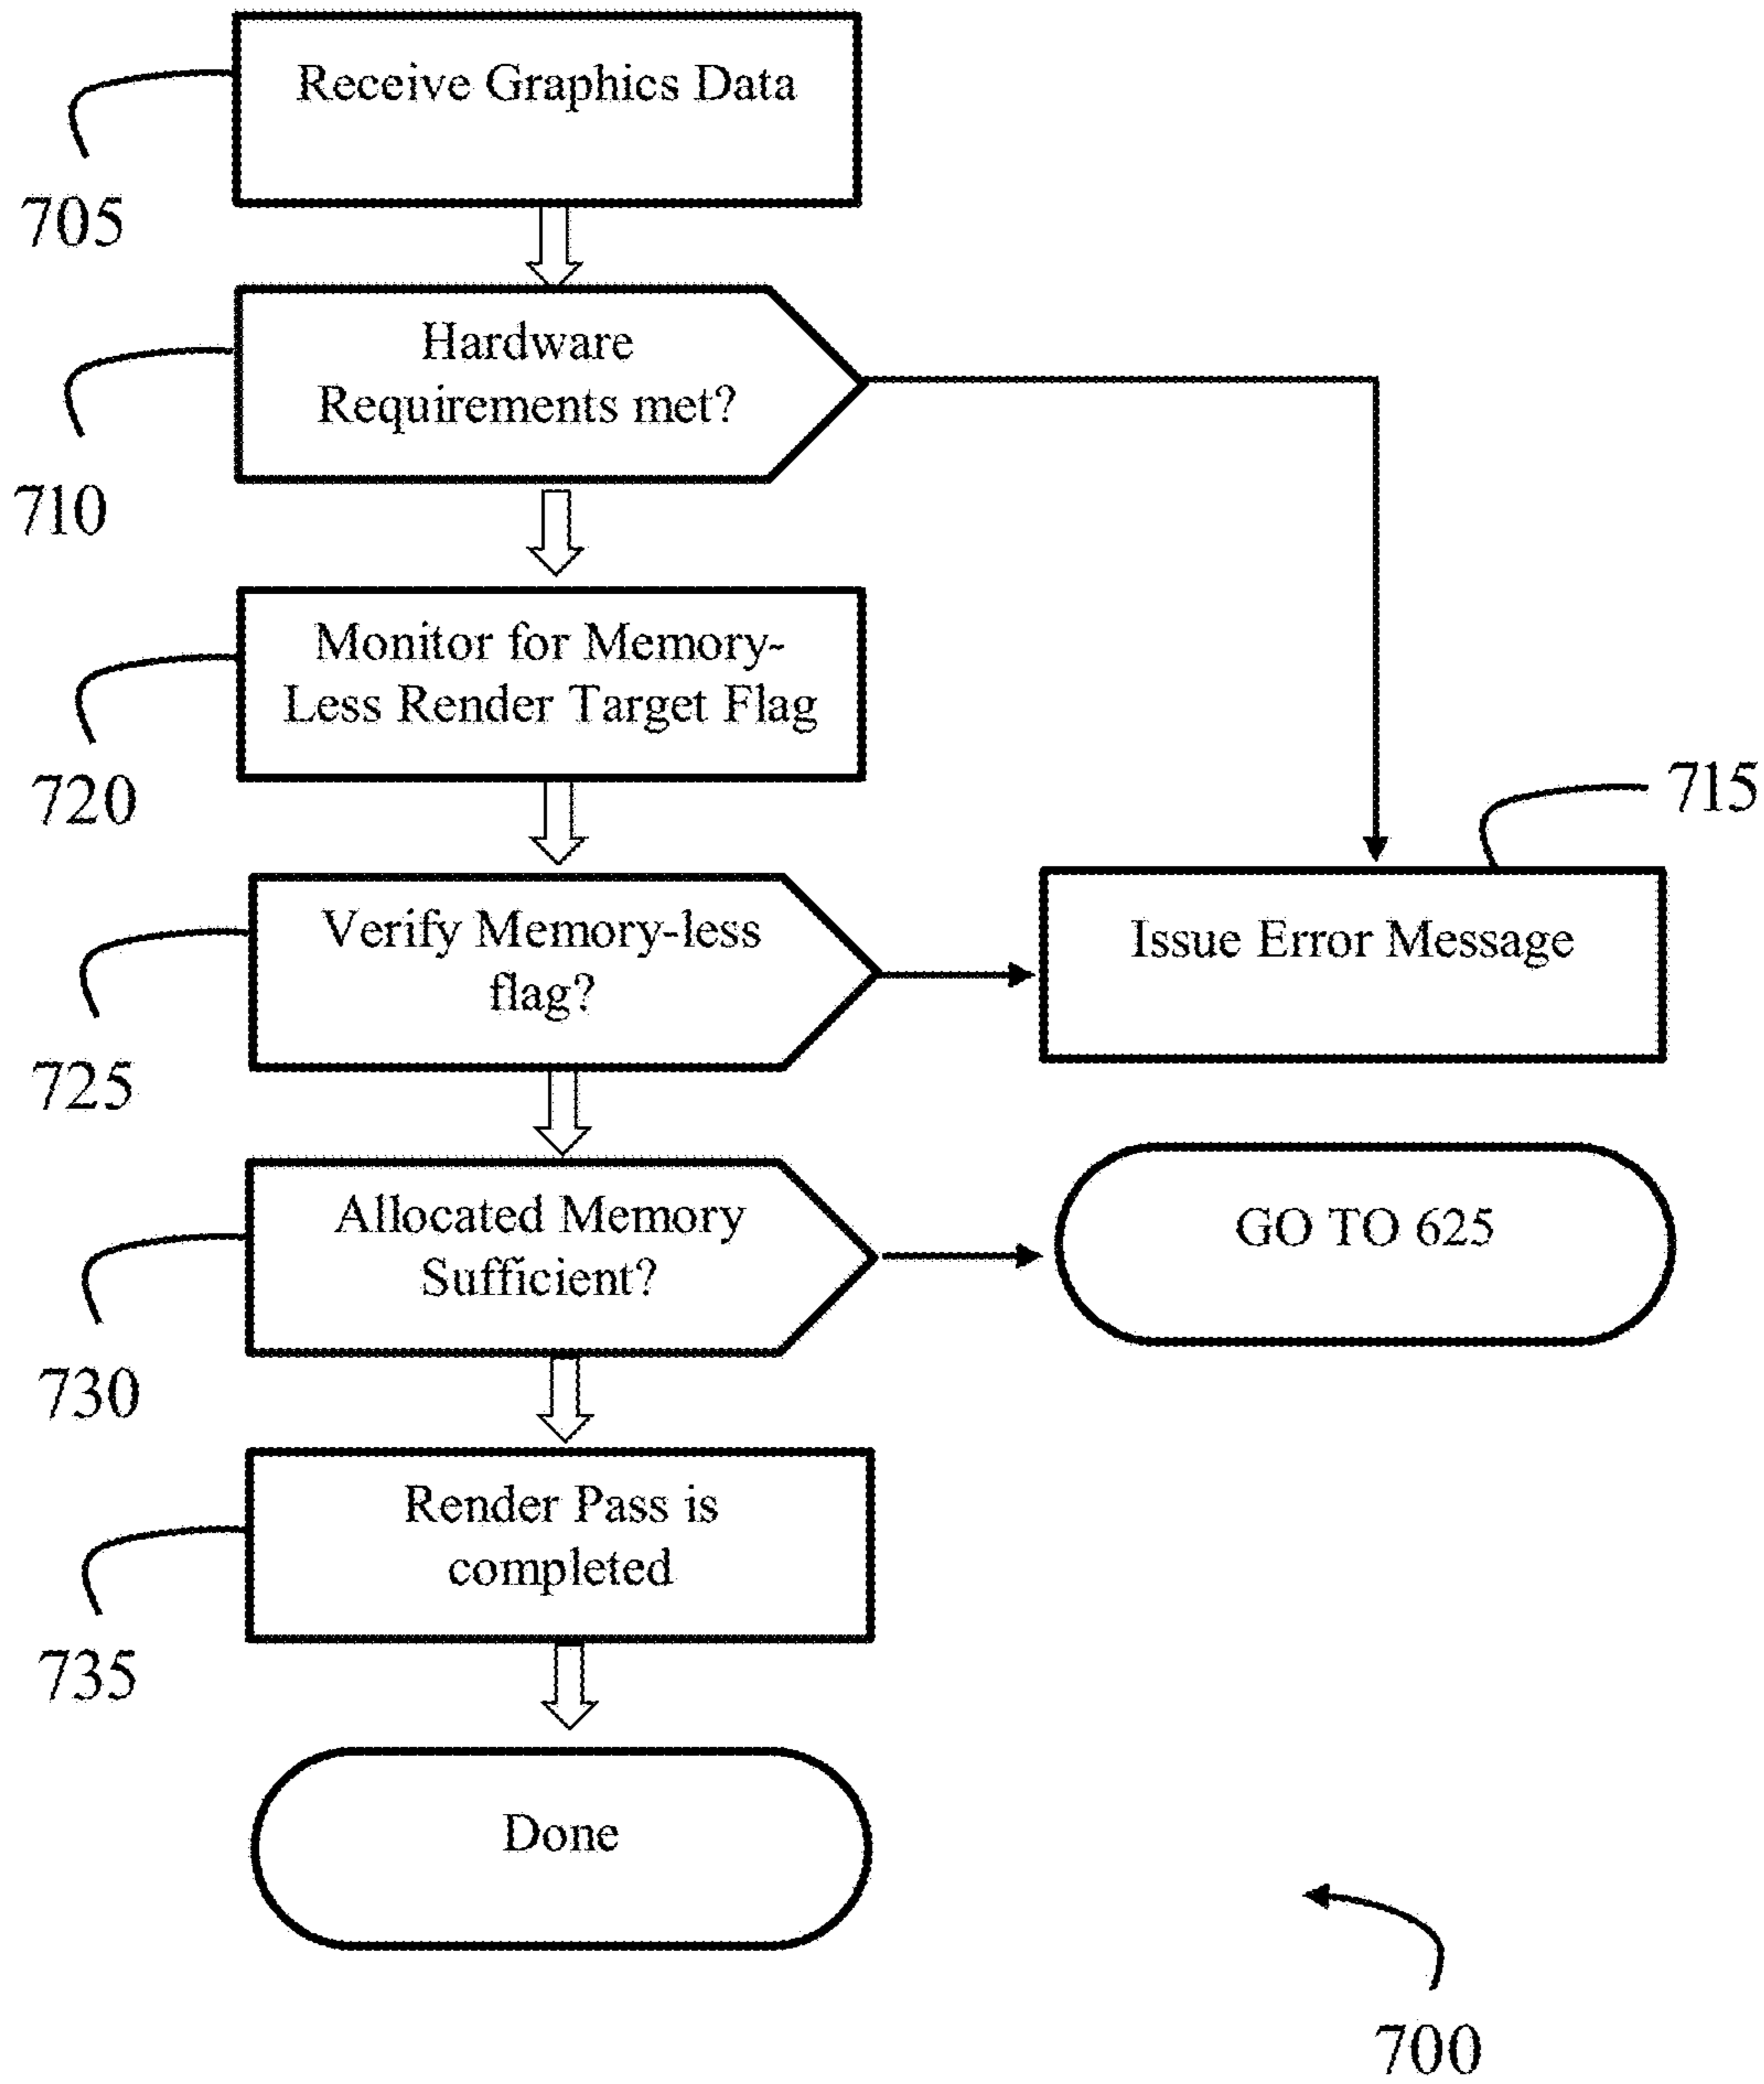 Receive Graphics Data
705
Hardware
Requirements met?
710
Monitor for Memory-
Less Render Target Flag
720
715
Verify Memory-less
flag?
Issue Error Message
725
Allocated Memory
Sufficient?
GO TO 625
730
Render Pass is
completed
735
Done
700